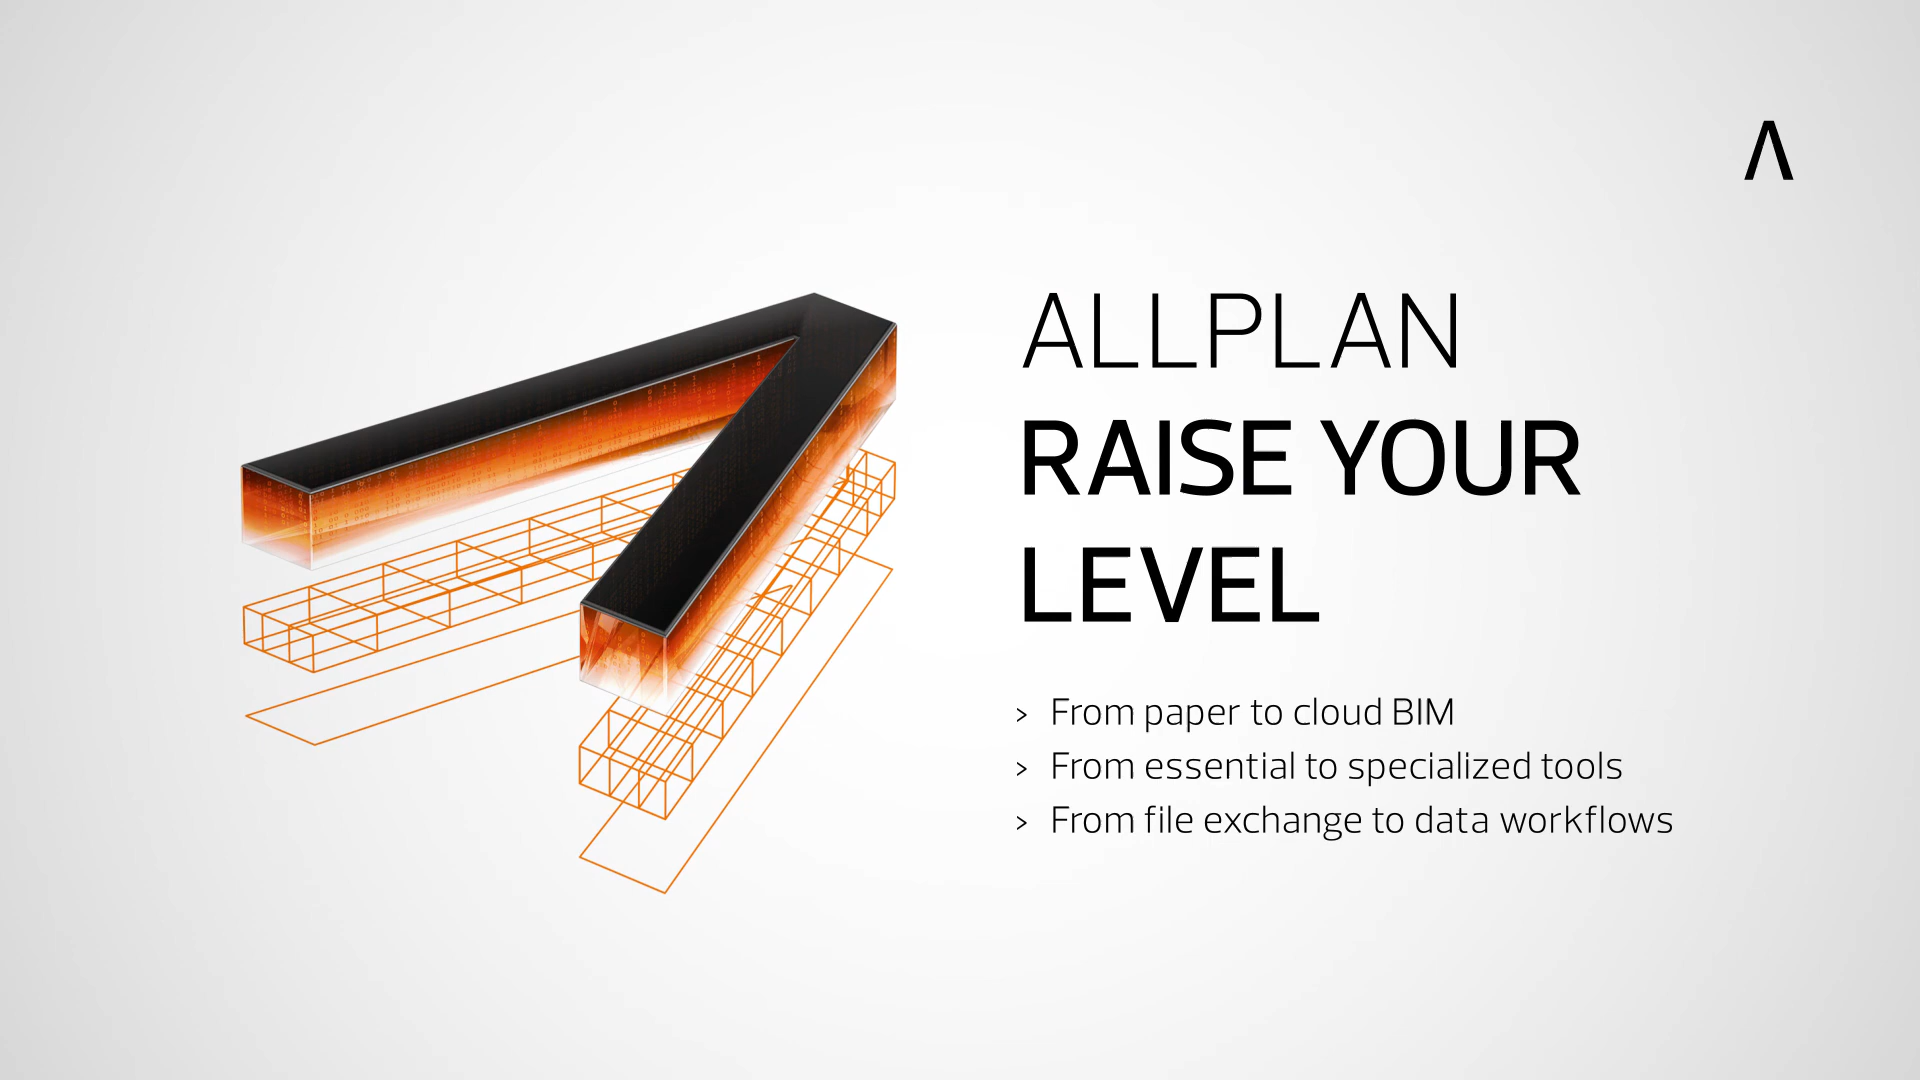 ALLPLAN
RAISE YOUR
LEVEL
> From paper to cloud BIM
> From essential to specialized tools
> From file exchange to data workflows